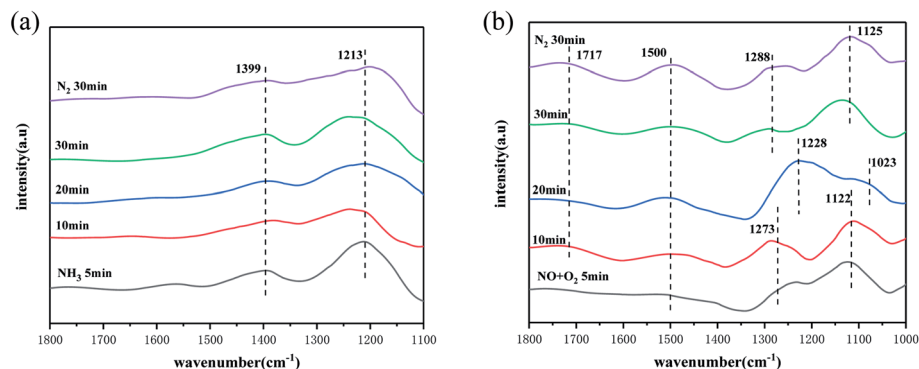 (a)
1399
1213
N₂ 30min
30min
20min
10min
NH₃ 5min
intensity(a.u)
1800 1700 1600 1500 1400 1300 1200 1100
wavenumber(cm⁻¹)
(b)
N₂ 30min
1717
1500
1288
1125
30min
1228
1023
20min
1122
10min
1273
NO+O₂ 5min
intensity(a.u)
1800 1700 1600 1500 1400 1300 1200 1100 1000
wavenumber(cm⁻¹)